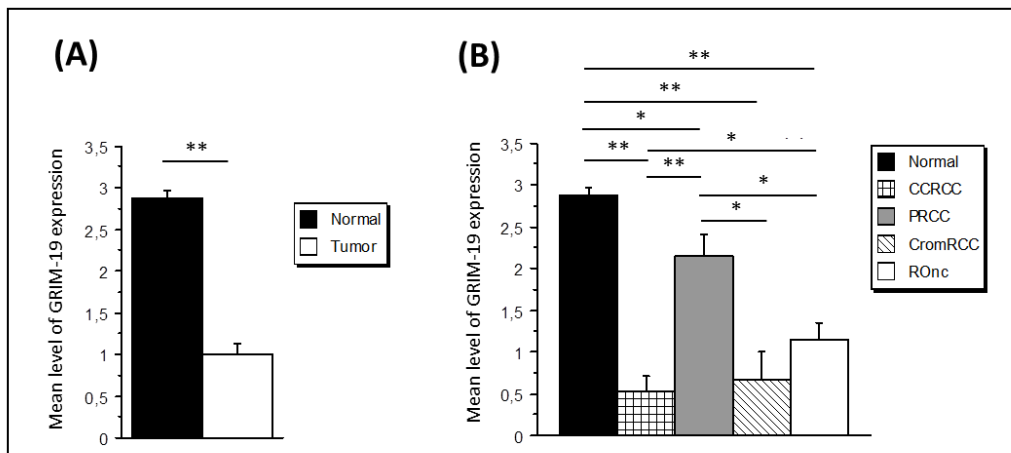 (A)
Mean level of GRIM-19 expression
3,5
3
2,5
2
1,5
1
0,5
0
**
Normal
Tumor
(B)
Mean level of GRIM-19 expression
3,5
3
2,5
2
1,5
1
0,5
0
**
**
*
*
**
**
*
*
Normal
CCRCC
PRCC
CromRCC
ROnc